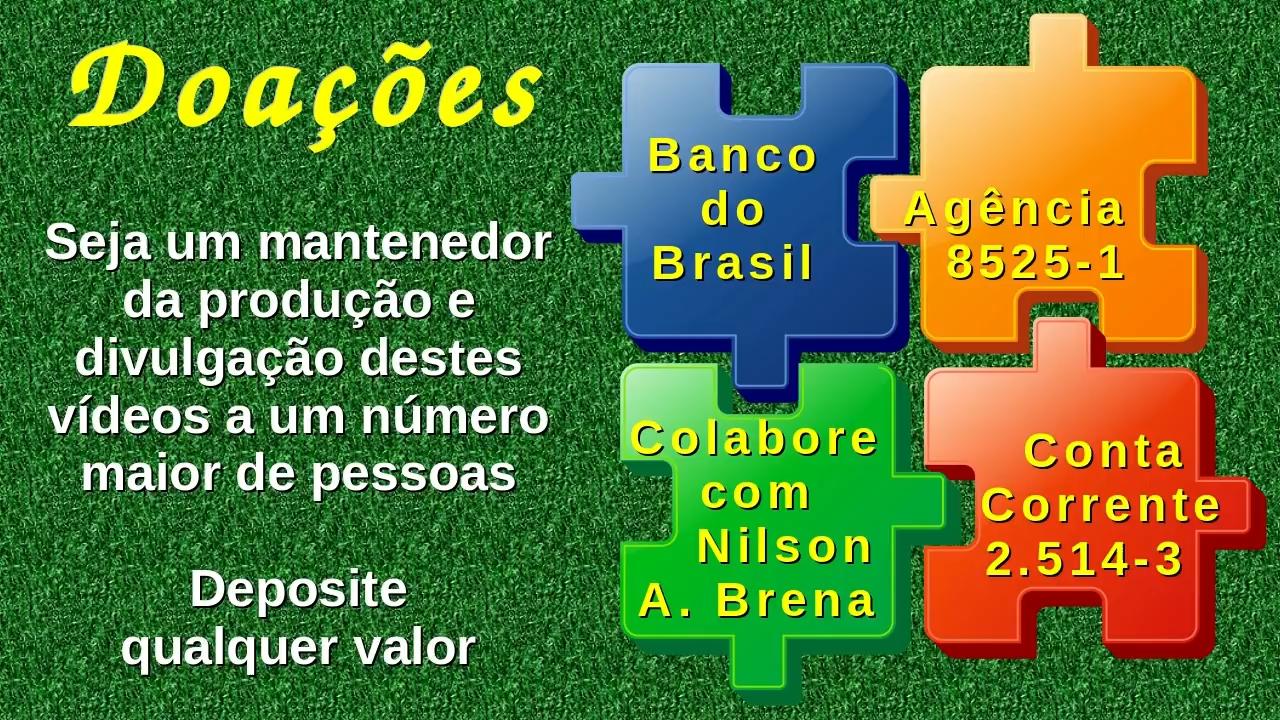 Doações
Seja um mantenedor
da produção e
divulgação destes
vídeos a um número
maior de pessoas
Deposite
qualquer valor
Banco
do
Brasil
Agência
8525-1
Colabore
com
Nilson
A. Brena
Conta
Corrente
2.514-3